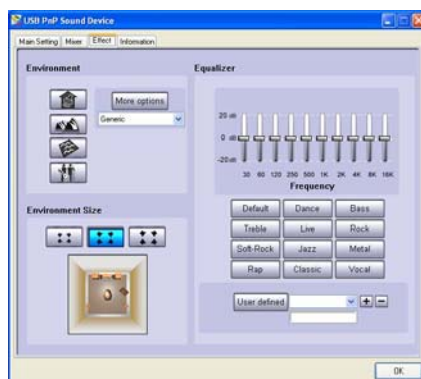 USB PnP Sound Device
Main Setting Mixer Effect Information
Environment
More options
Generic
Environment Size
Equalizer
20 dB
0 dB
-20 dB
30 60 120 250 500 1K 2K 4K 8K 16K
Frequency
Default Dance Bass
Treble Live Rock
Soft-Rock Jazz Metal
Rap Classic Vocal
User defined
OK